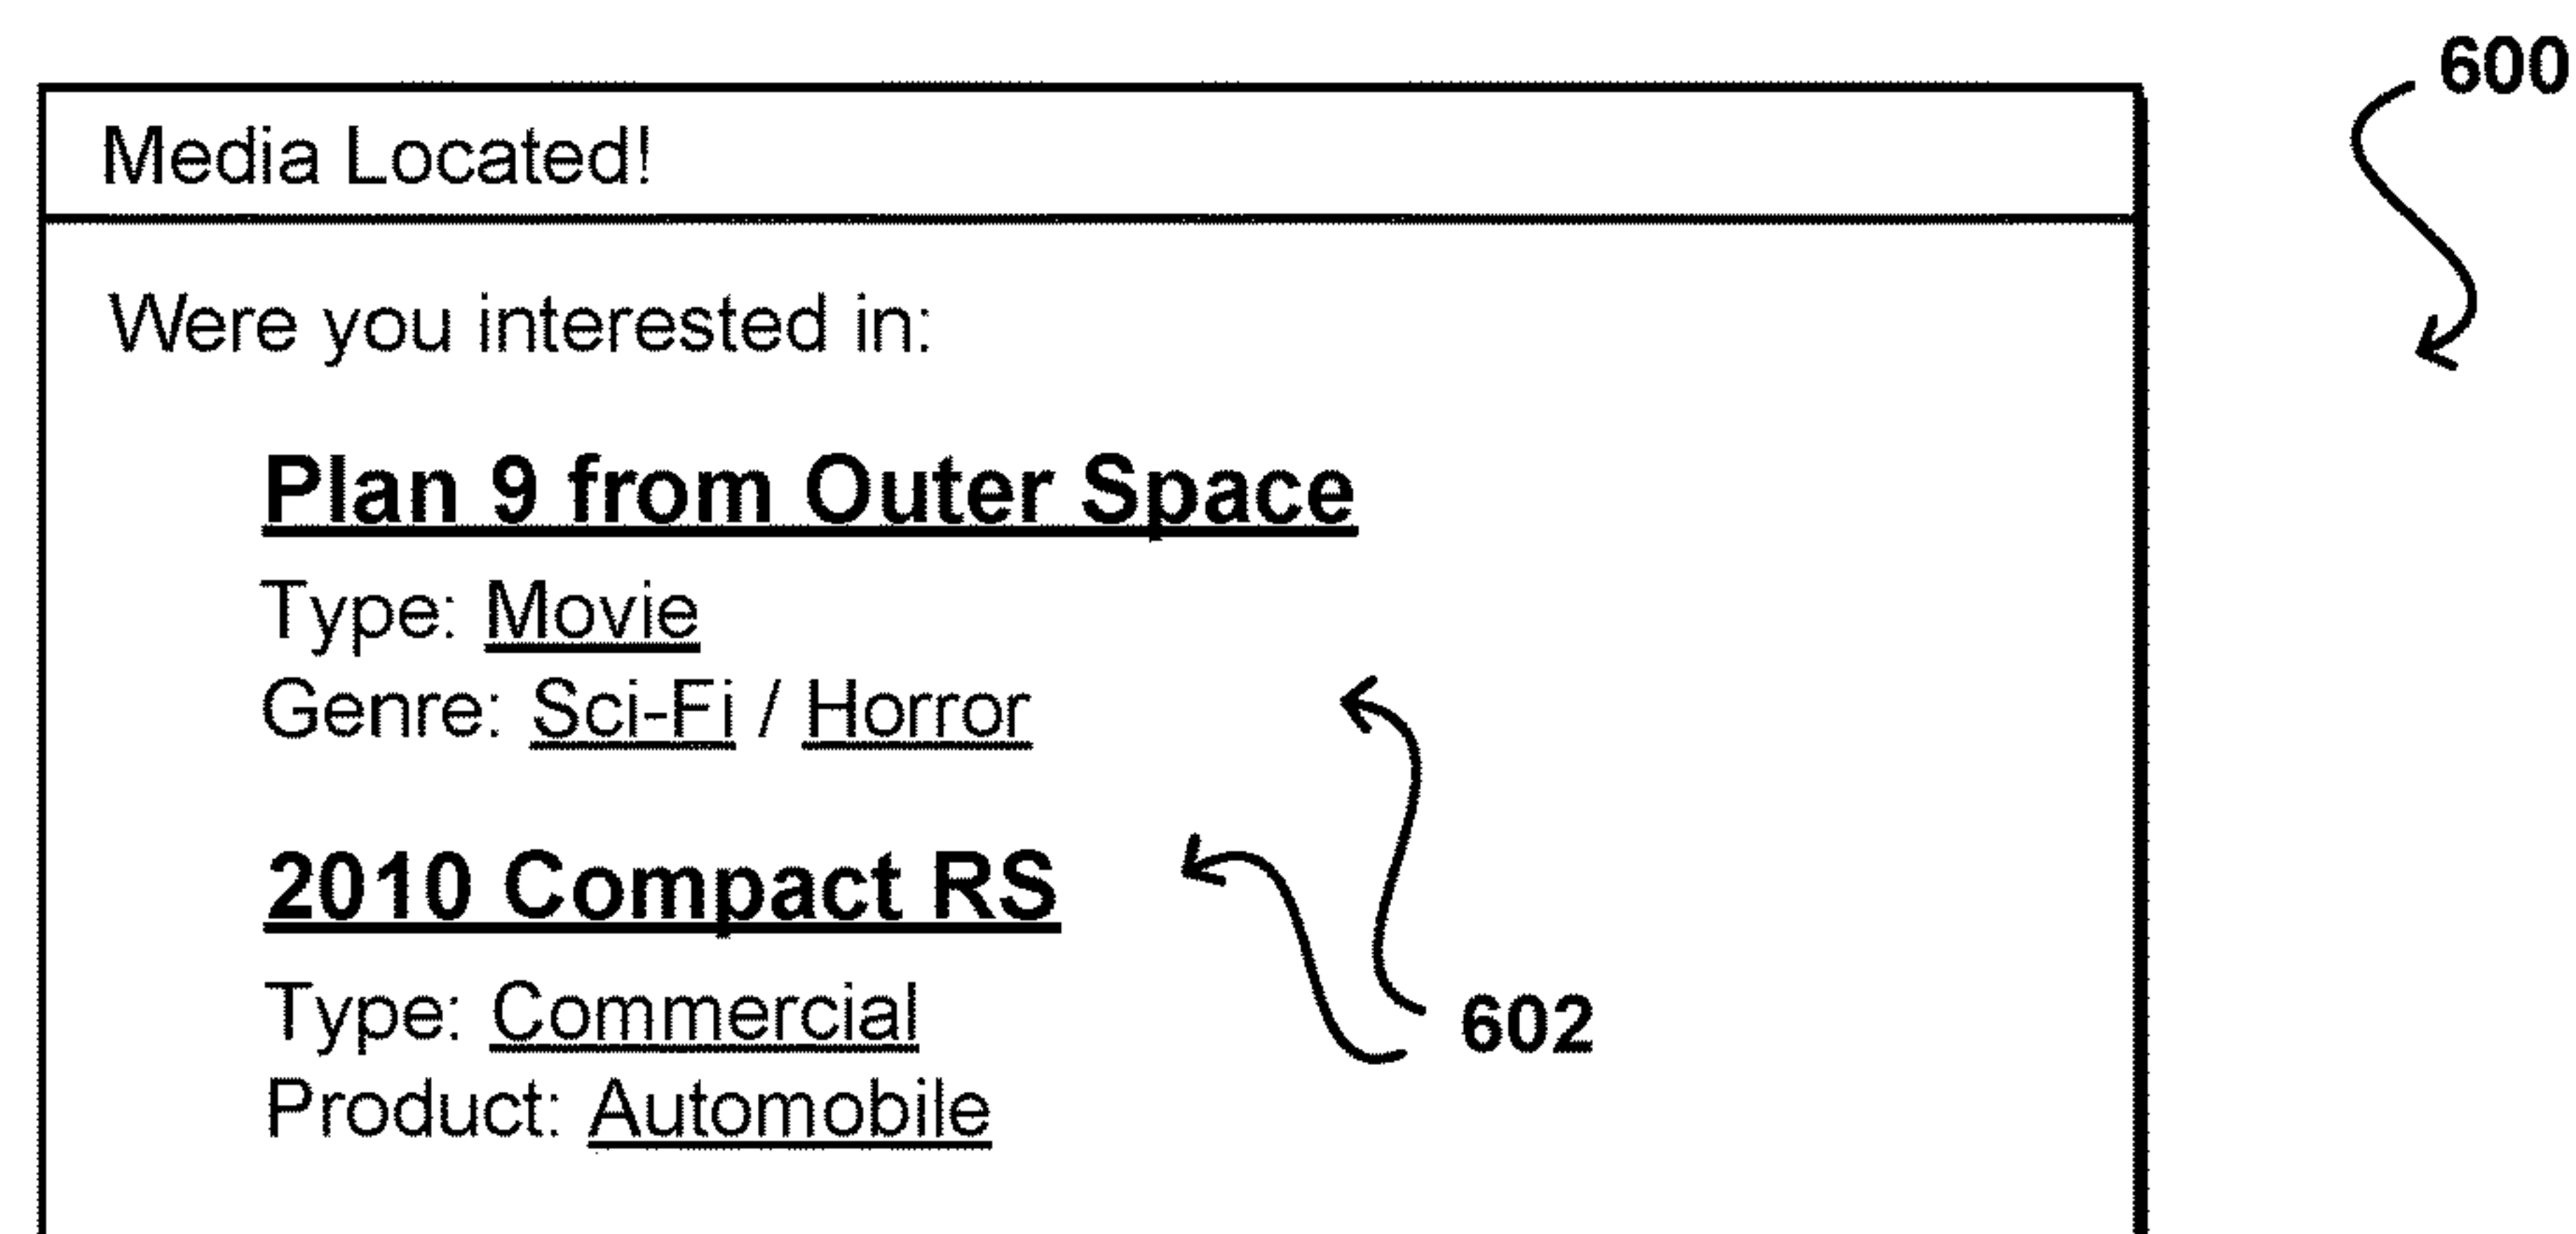 600
Media Located!
Were you interested in:
Plan 9 from Outer Space
Type: Movie
Genre: Sci-Fi / Horror
2010 Compact RS
Type: Commercial
602
Product: Automobile